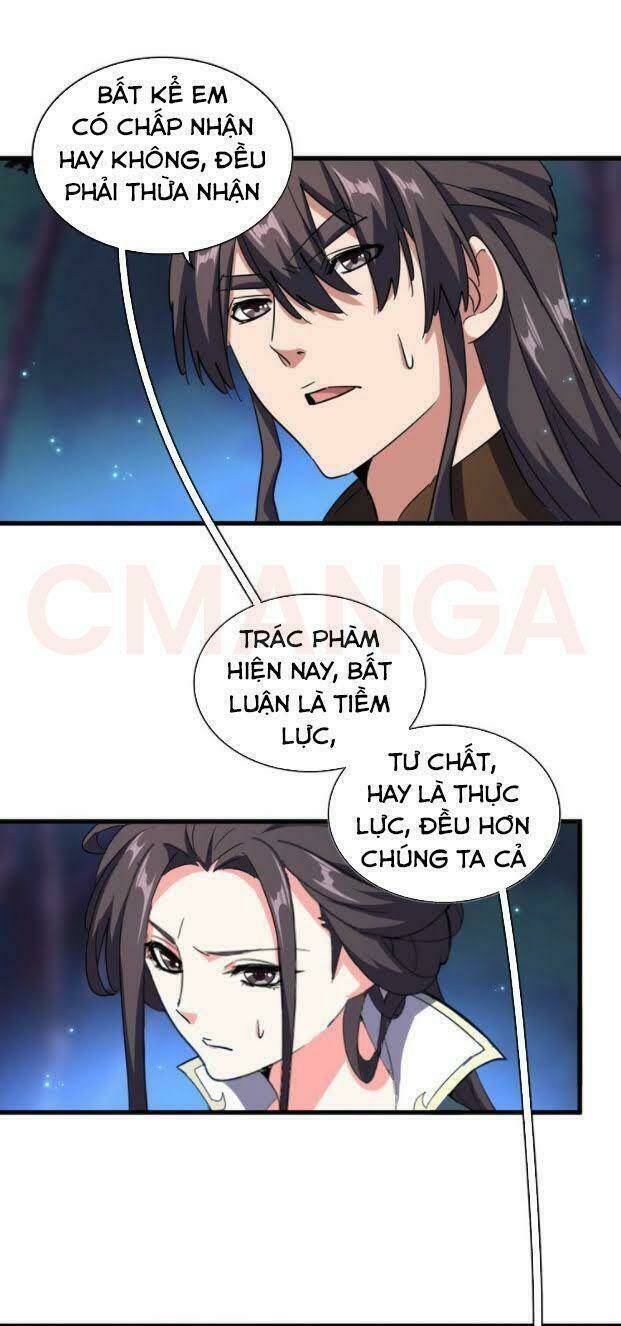 BẤT KỂ EM
CÓ CHẤP NHẬN
HAY KHÔNG, ĐỀU
PHẢI THỪA NHẬN
CMANGA
TRÁC PHÀM
HIỆN NAY, BẤT
LUẬN LÀ TIỀM
LỰC,
TƯ CHẤT,
HAY LÀ THỰC
LỰC, ĐỀU HƠN
CHÚNG TA CẢ